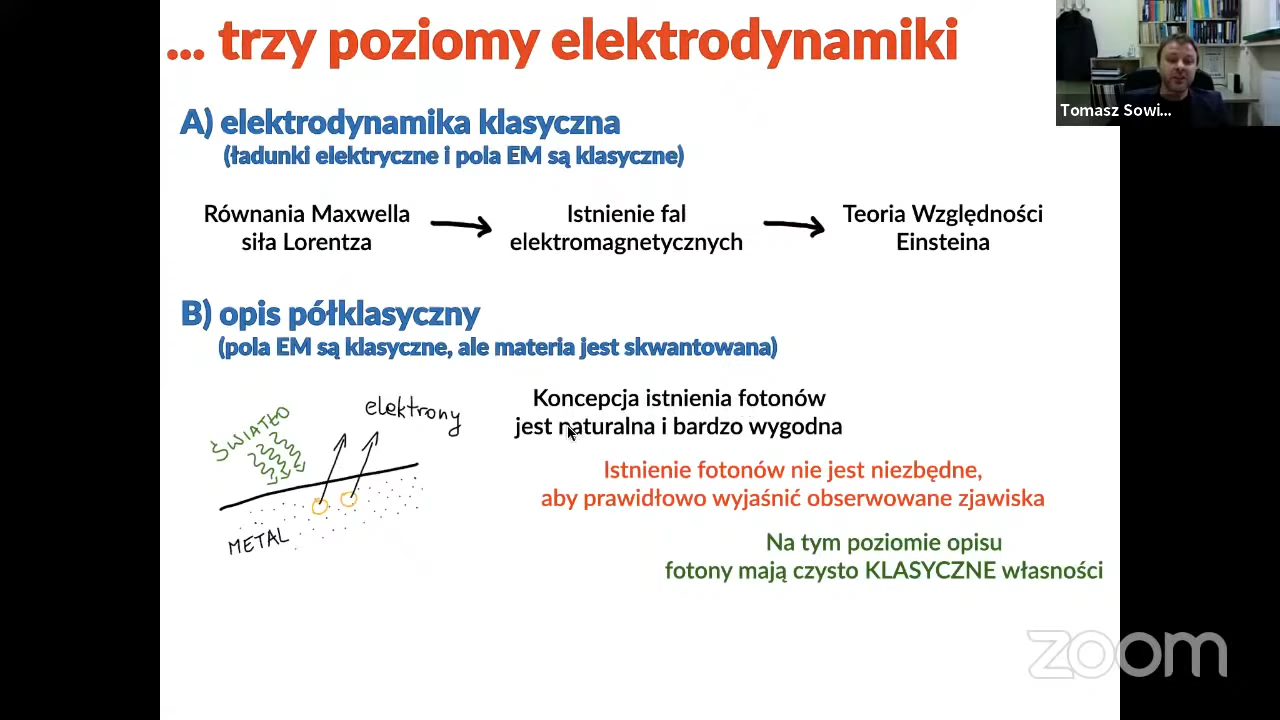 ... trzy poziomy elektrodynamiki
Tomasz Sowi...
A) elektrodynamika klasyczna
(ładunki elektryczne i pola EM są klasyczne)
Równania Maxwella
siła Lorentza
Istnienie fal
elektromagnetycznych
Teoria Względności
Einsteina
B) opis półklasyczny
(pola EM są klasyczne, ale materia jest skwantowana)
ŚWIATŁO
elektrony
METAL
Koncepcja istnienia fotonów
jest naturalna i bardzo wygodna
Istnienie fotonów nie jest niezbędne,
aby prawidłowo wyjaśnić obserwowane zjawiska
Na tym poziomie opisu
fotony mają czysto KLASYCZNE własności
zoom